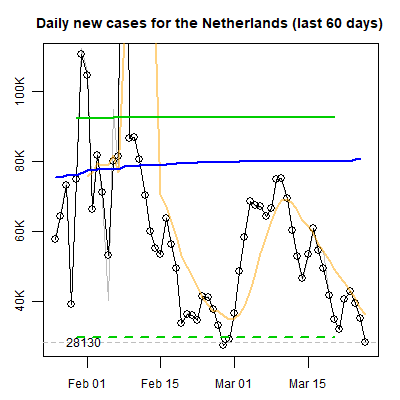 Daily new cases for the Netherlands (last 60 days)
100K
80K
60K
40K
28130
Feb 01
Feb 15
Mar 01
Mar 15